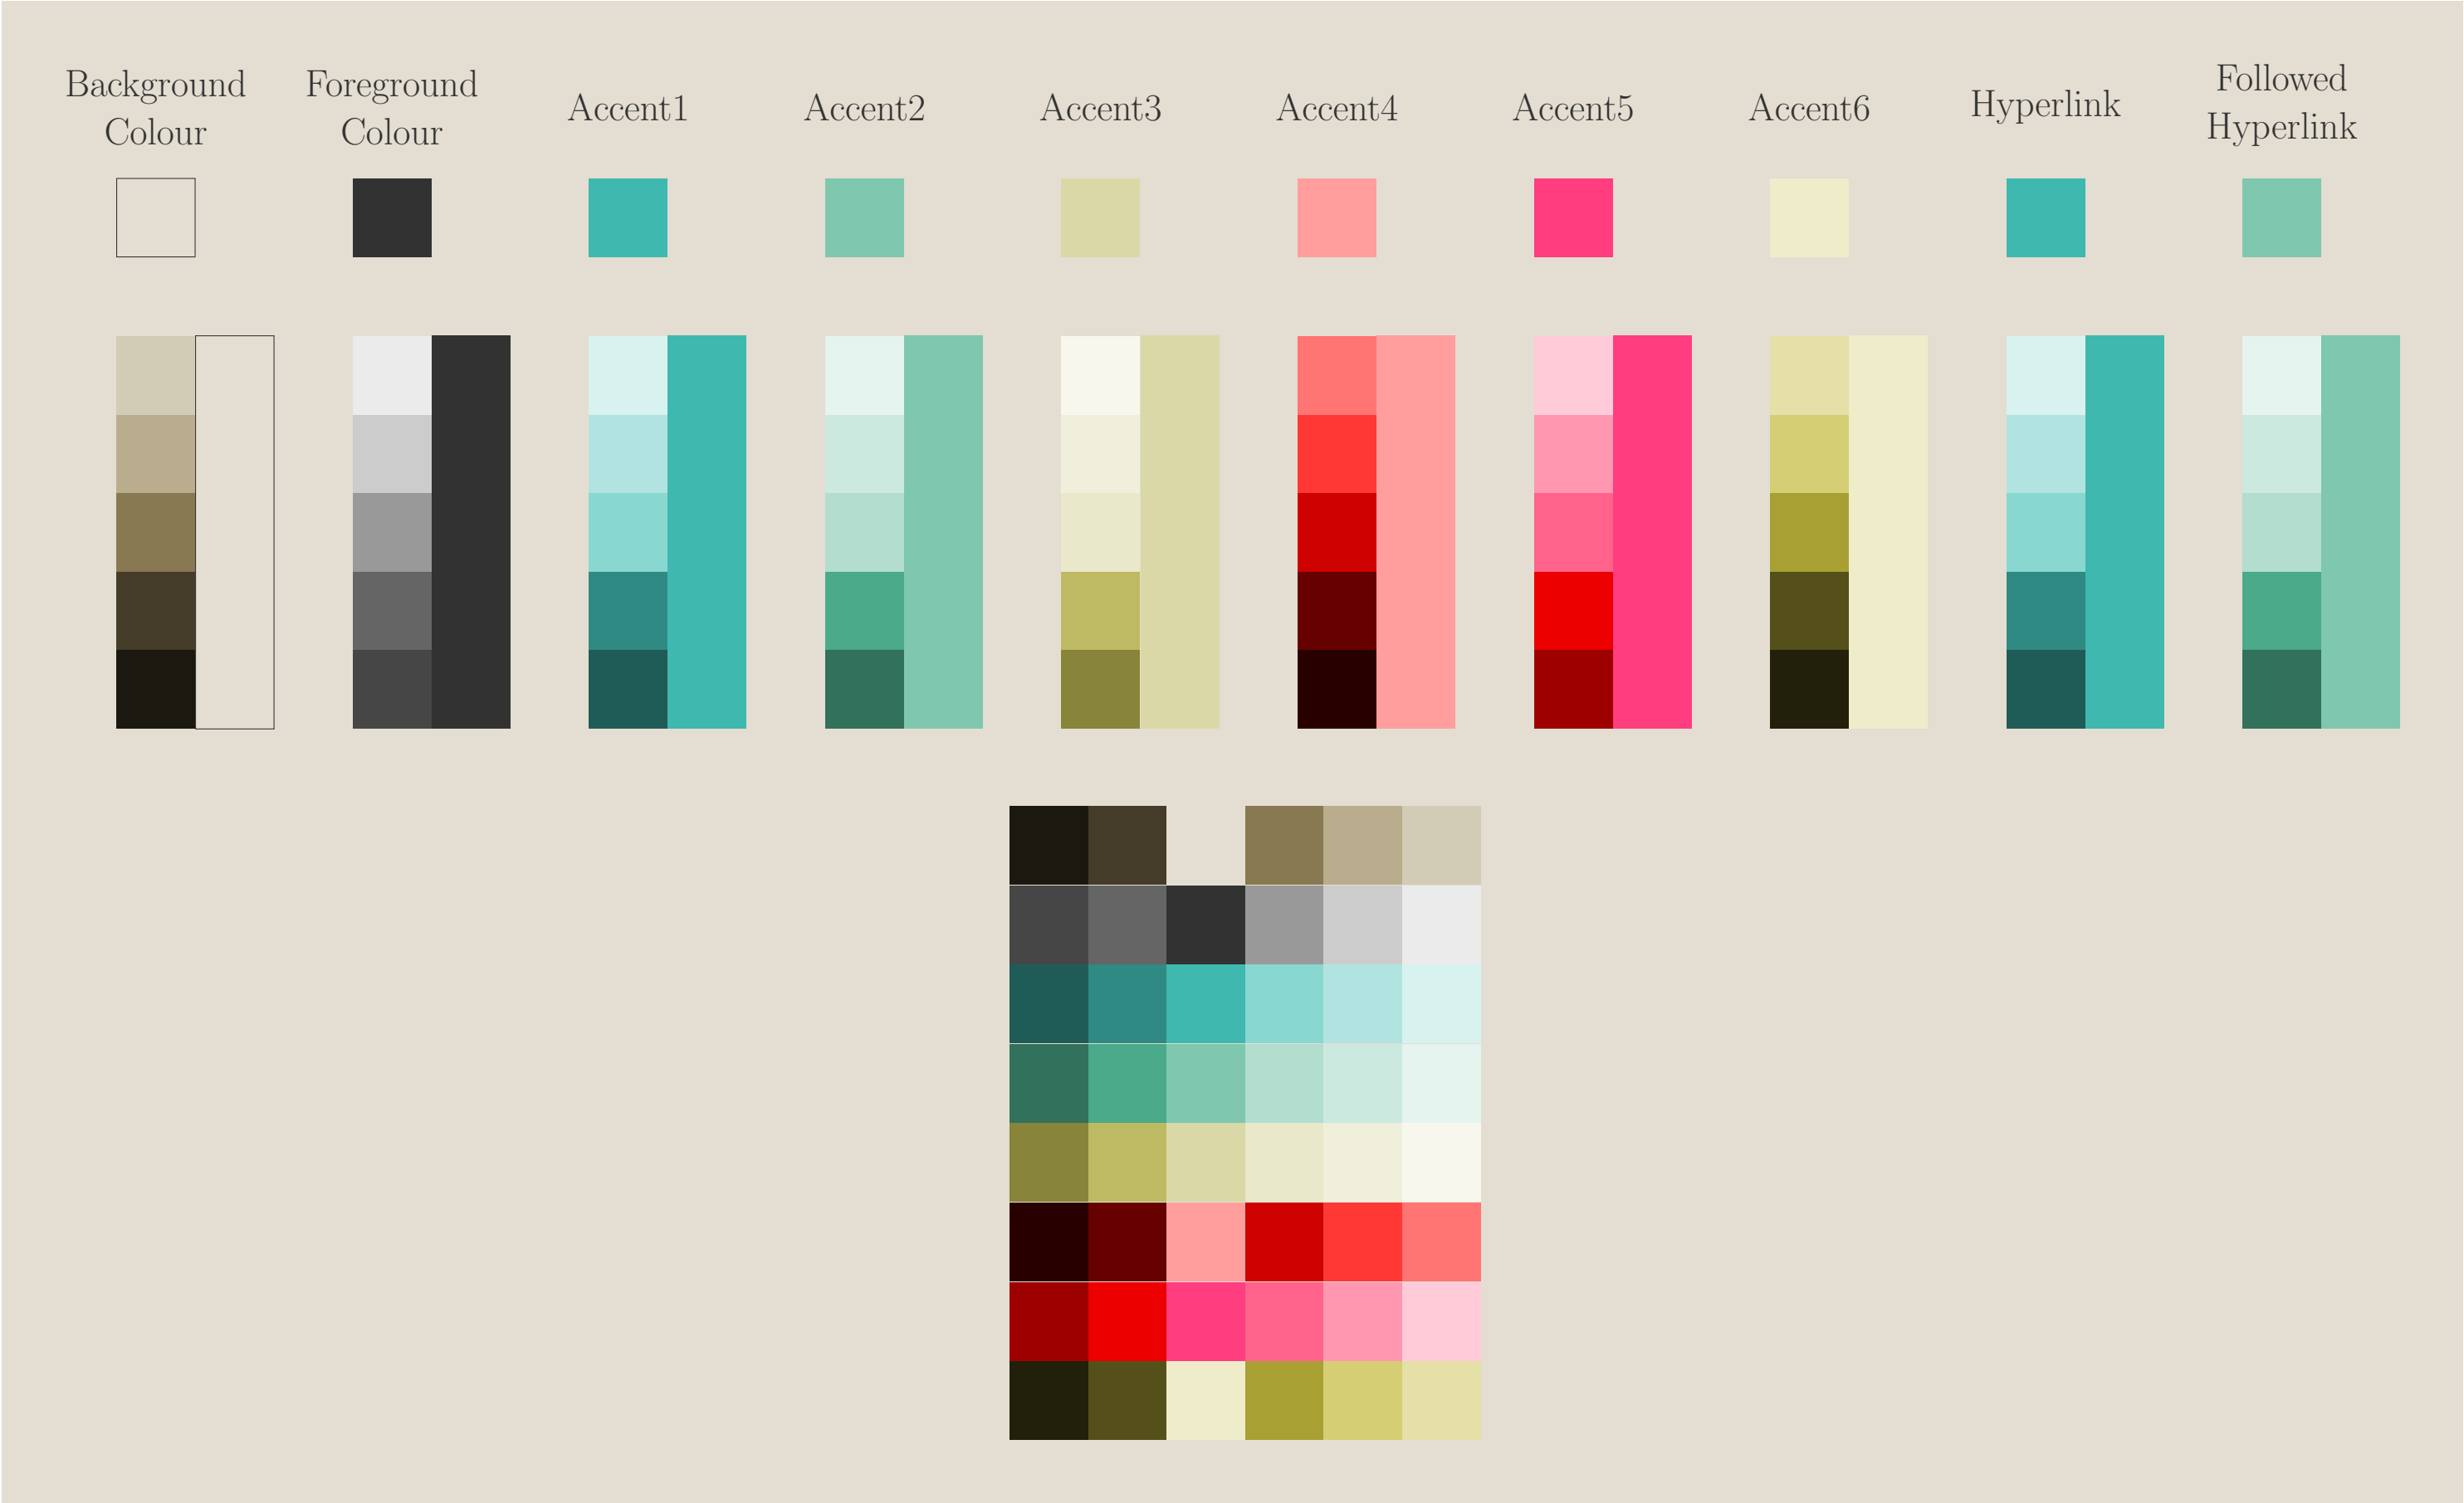 Background
Colour
Foreground
Colour
Accent1
Accent2
Accent3
Accent4
Accent5
Accent6
Hyperlink
Followed
Hyperlink